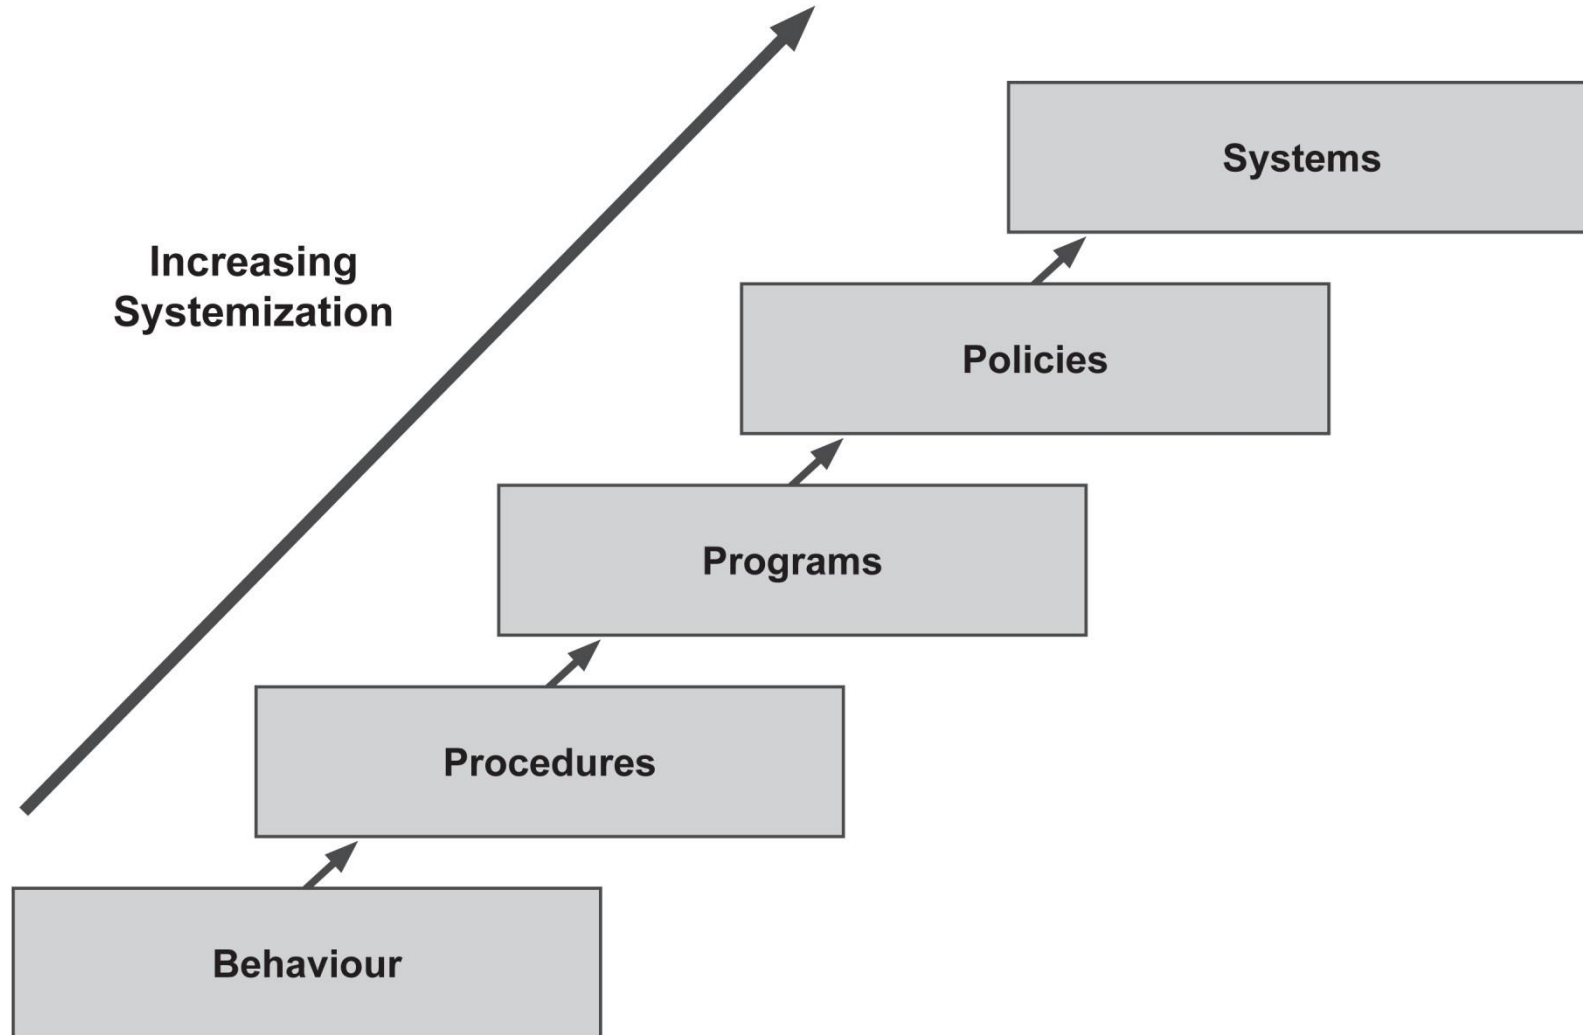 Systems
Increasing
Systemization
Policies
Programs
Procedures
Behaviour